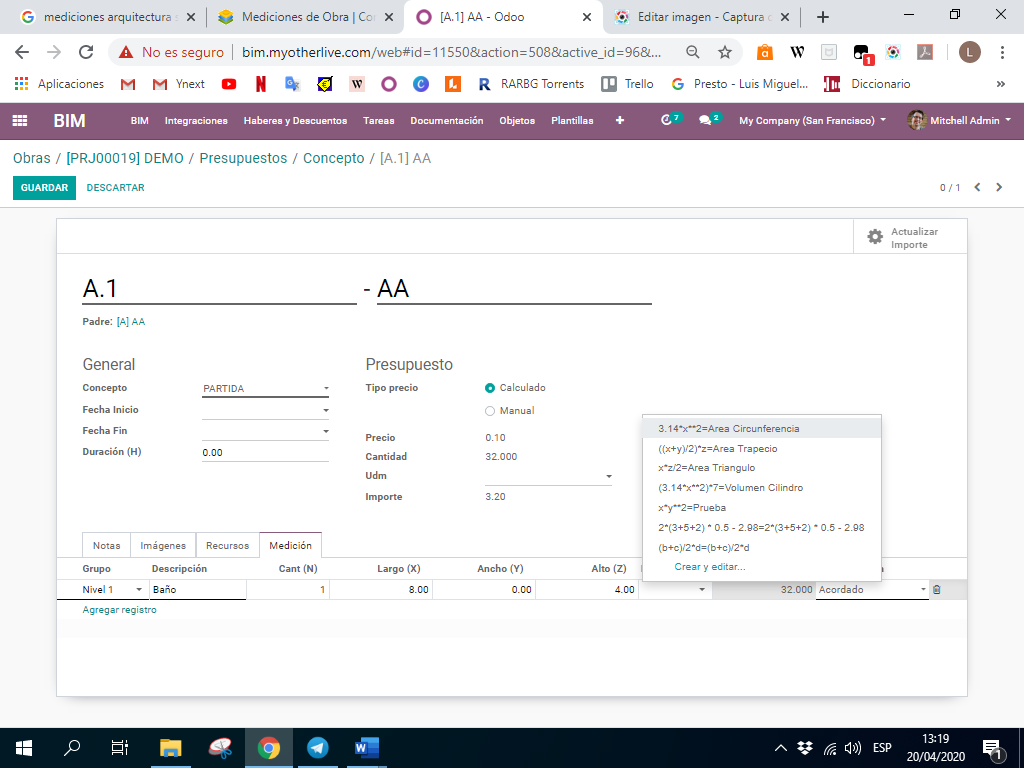 mediciones arquitectura
Mediciones de Obra | Co
[A.1] AA - Odoo
Editar imagen - Captura
No es seguro
bim.myotherlive.com/web#id=11550&action=508&active_id=96&...
1
L
Aplicaciones
Ynext
RARBG Torrents
Trello
Presto - Luis Miguel...
Diccionario
»
BIM
BIM
Integraciones
Haberes y Descuentos
Tareas
Documentación
Objetos
Plantillas
7
2
My Company (San Francisco)
Mitchell Admin
Obras / [PRJ00019] DEMO / Presupuestos / Concepto / [A.1] AA
GUARDAR
DESCARTAR
0 / 1
Actualizar
Importe
A.1 - AA
Padre: [A] AA
General
Concepto PARTIDA
Fecha Inicio
Fecha Fin
Duración (H) 0.00
Presupuesto
Tipo precio Calculado
Manual
Precio 0.10
Cantidad 32.000
Udm
Importe 3.20
3.14*x**2=Area Circunferencia
((x+y)/2)*z=Area Trapecio
x*z/2=Area Triangulo
(3.14*x**2)*7=Volumen Cilindro
x*y**2=Prueba
2*(3+5+2) * 0.5 - 2.98=2*(3+5+2) * 0.5 - 2.98
(b+c)/2*d=(b+c)/2*d
Crear y editar...
Notas
Imágenes
Recursos
Medición
Grupo Descripción Cant (N) Largo (X) Ancho (Y) Alto (Z)
Nivel 1 Baño 1 8.00 0.00 4.00 32.000 Acordado
Agregar registro
ESP
13:19
20/04/2020
1